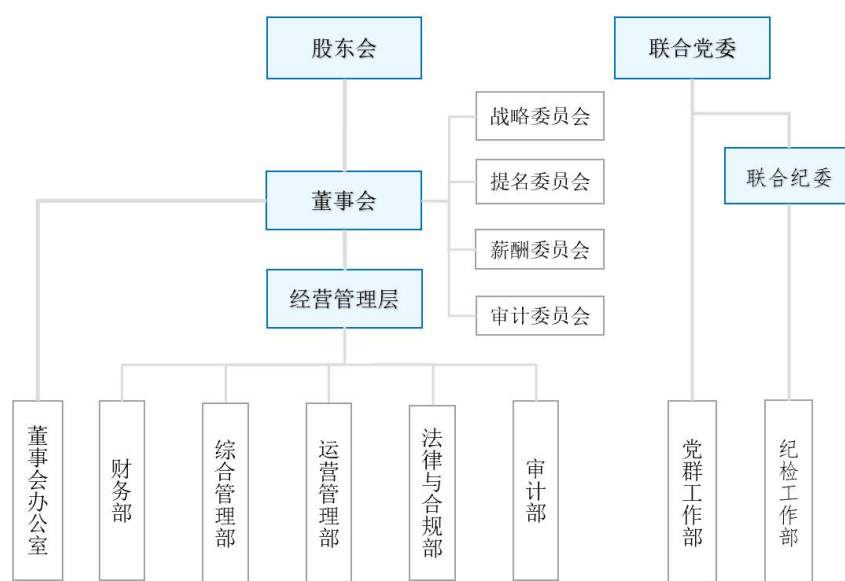 股东会
联合党委
战略委员会
联合纪委
提名委员会
董事会
薪酬委员会
经营管理层
审计委员会
董事会办公室
财务部
综合管理部
运营管理部
法律与合规部
审计部
党群工作部
纪检工作部